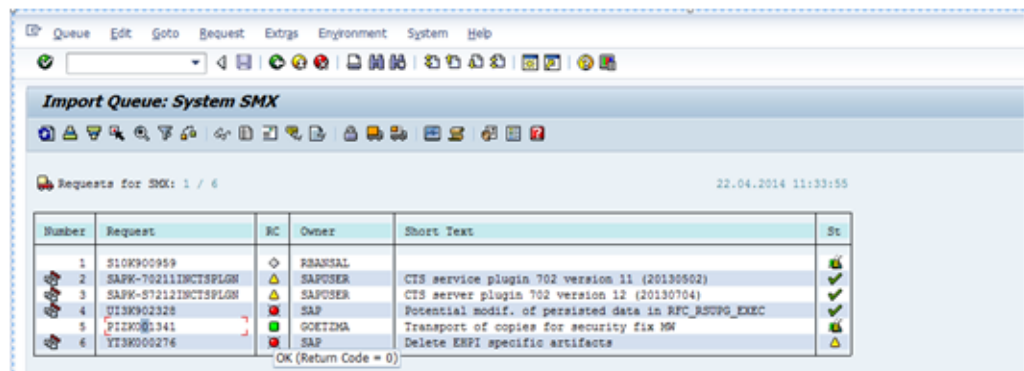 Queue Edit Goto Request Extras Environment System Help
Import Queue: System SMX
Requests for SMX: 1 / 6 22.04.2014 11:33:55
Number Request RC Owner Short Text St
1 S10K900959 RBANSAL
2 SAPK-70211INCTSPLGN SAPUSER CTS service plugin 702 version 11 (20130502)
3 SAPK-S7212INCTSPLGN SAPUSER CTS server plugin 702 version 12 (20130704)
4 UI3K902328 SAP Potential modif. of persisted data in RFC_RSUPG_EXEC
5 PIZK001341 GOETZMA Transport of copies for security fix MW
6 YT3K000276 SAP Delete EHPI specific artifacts
OK (Return Code = 0)